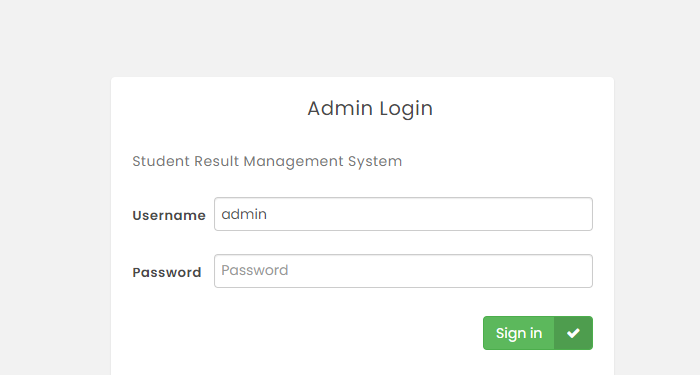 Admin Login
Student Result Management System
Username admin
Password Password
Sign in